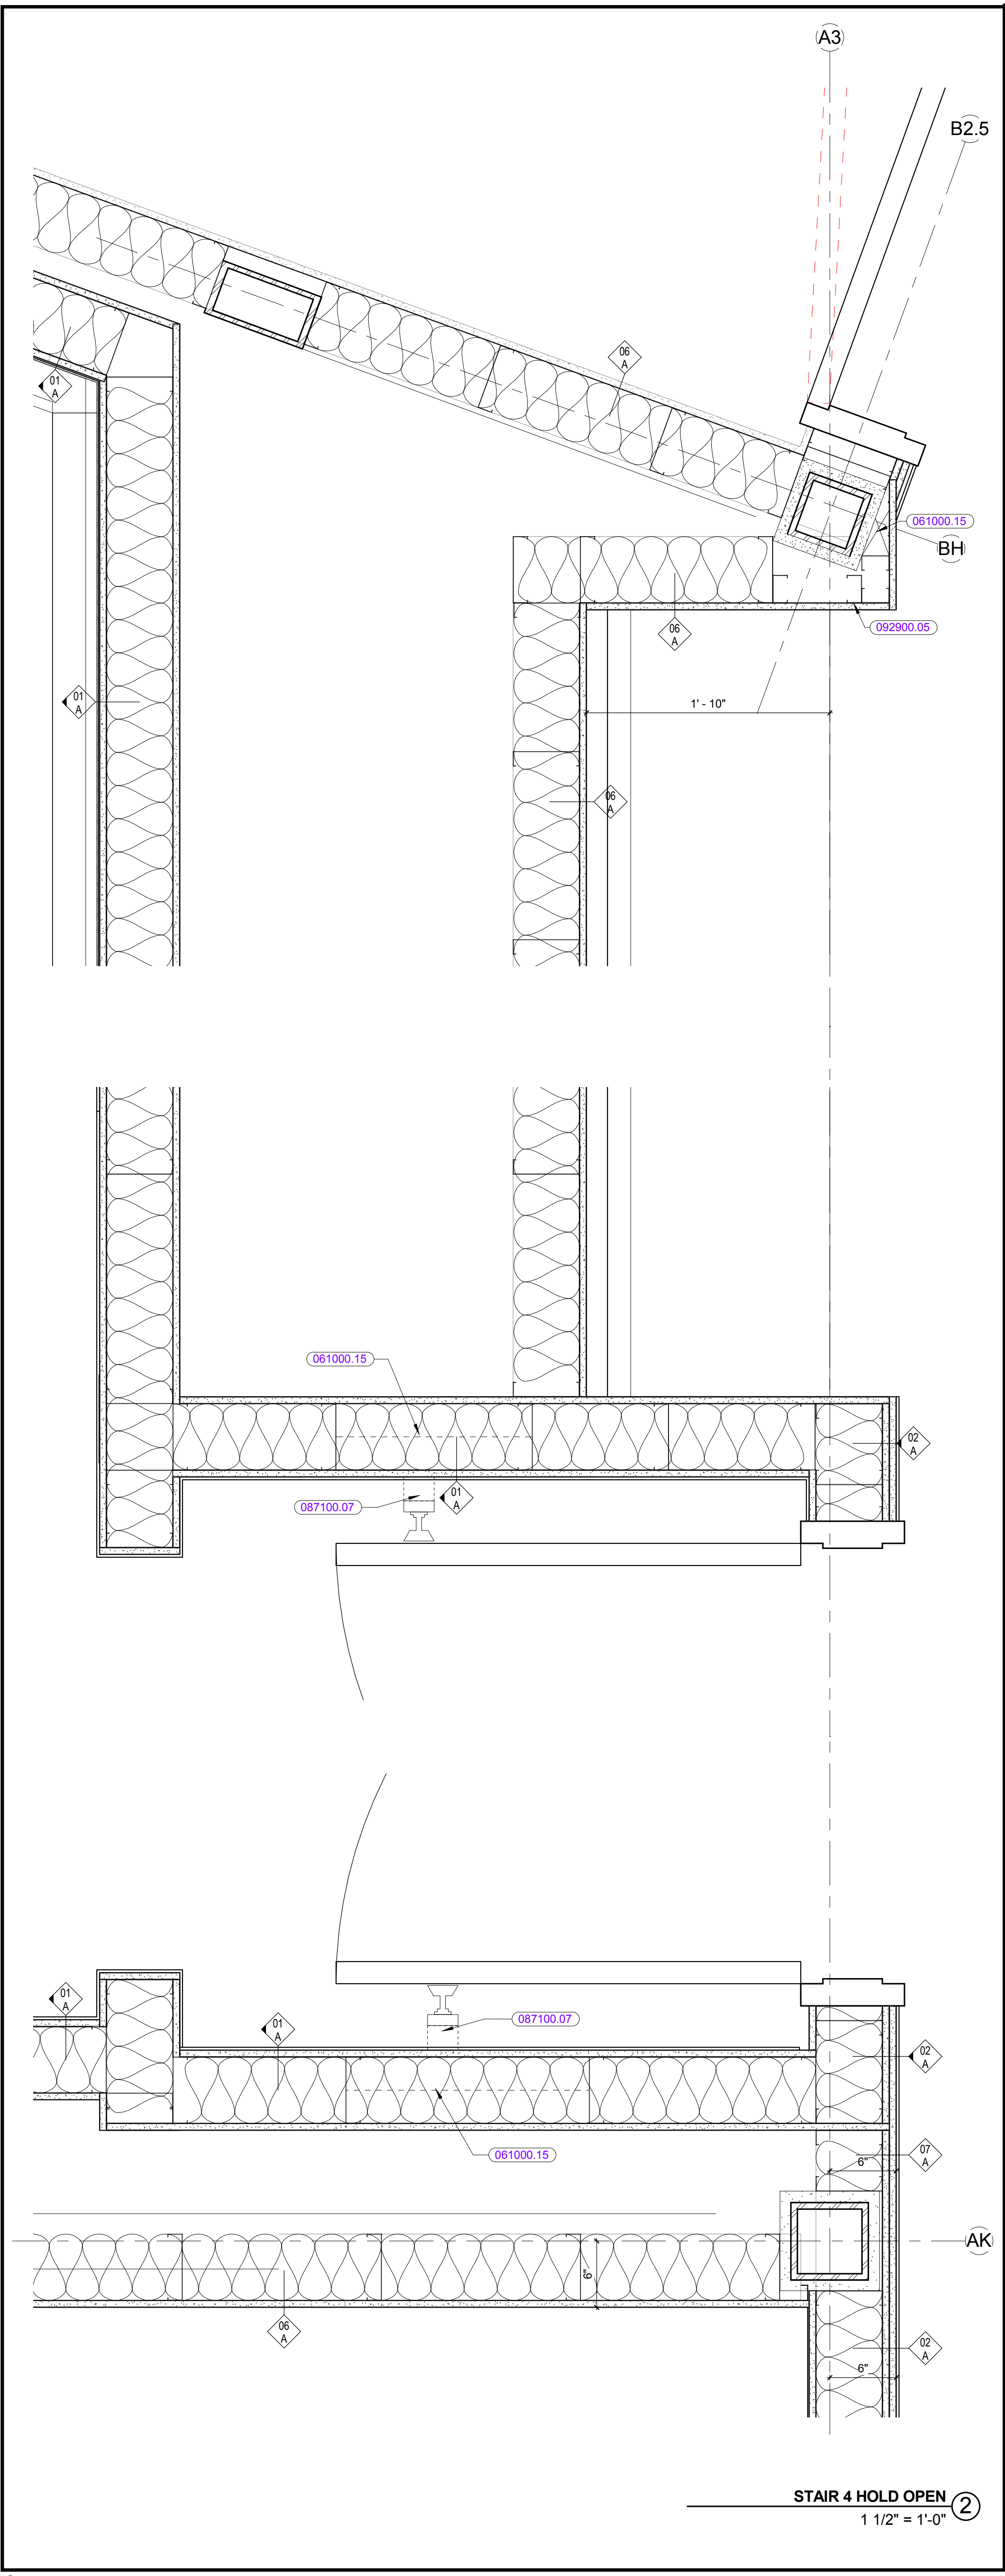 A3
B2.5
06
A
01
A
061000.15
BH
092900.05
06
A
01
A
1' - 10"
06
A
061000.15
02
A
01
A
087100.07
01
A
087100.07
01
A
02
A
07
A
061000.15
6"
AK
6"
06
A
02
A
6"
STAIR 4 HOLD OPEN
2
1 1/2" = 1'-0"